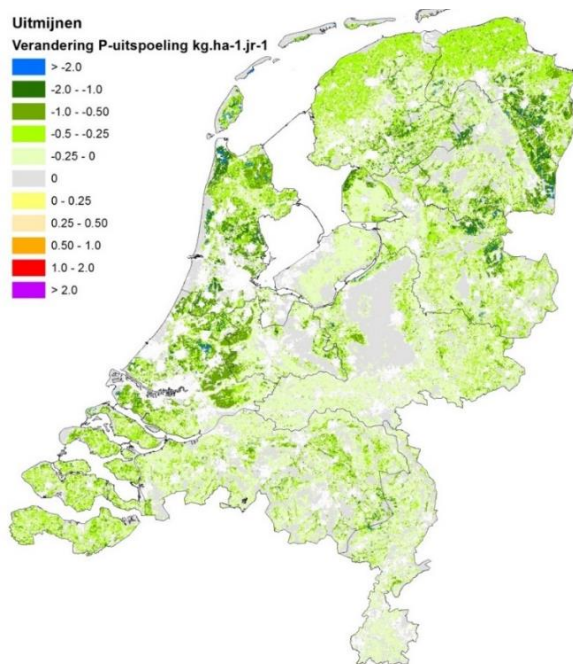 Uitmijnen
Verandering P-uitspoeling kg.ha-1.jr-1
> -2.0
-2.0 - -1.0
-1.0 - -0.50
-0.5 - -0.25
-0.25 - 0
0
0 - 0.25
0.25 - 0.50
0.50 - 1.0
1.0 - 2.0
> 2.0